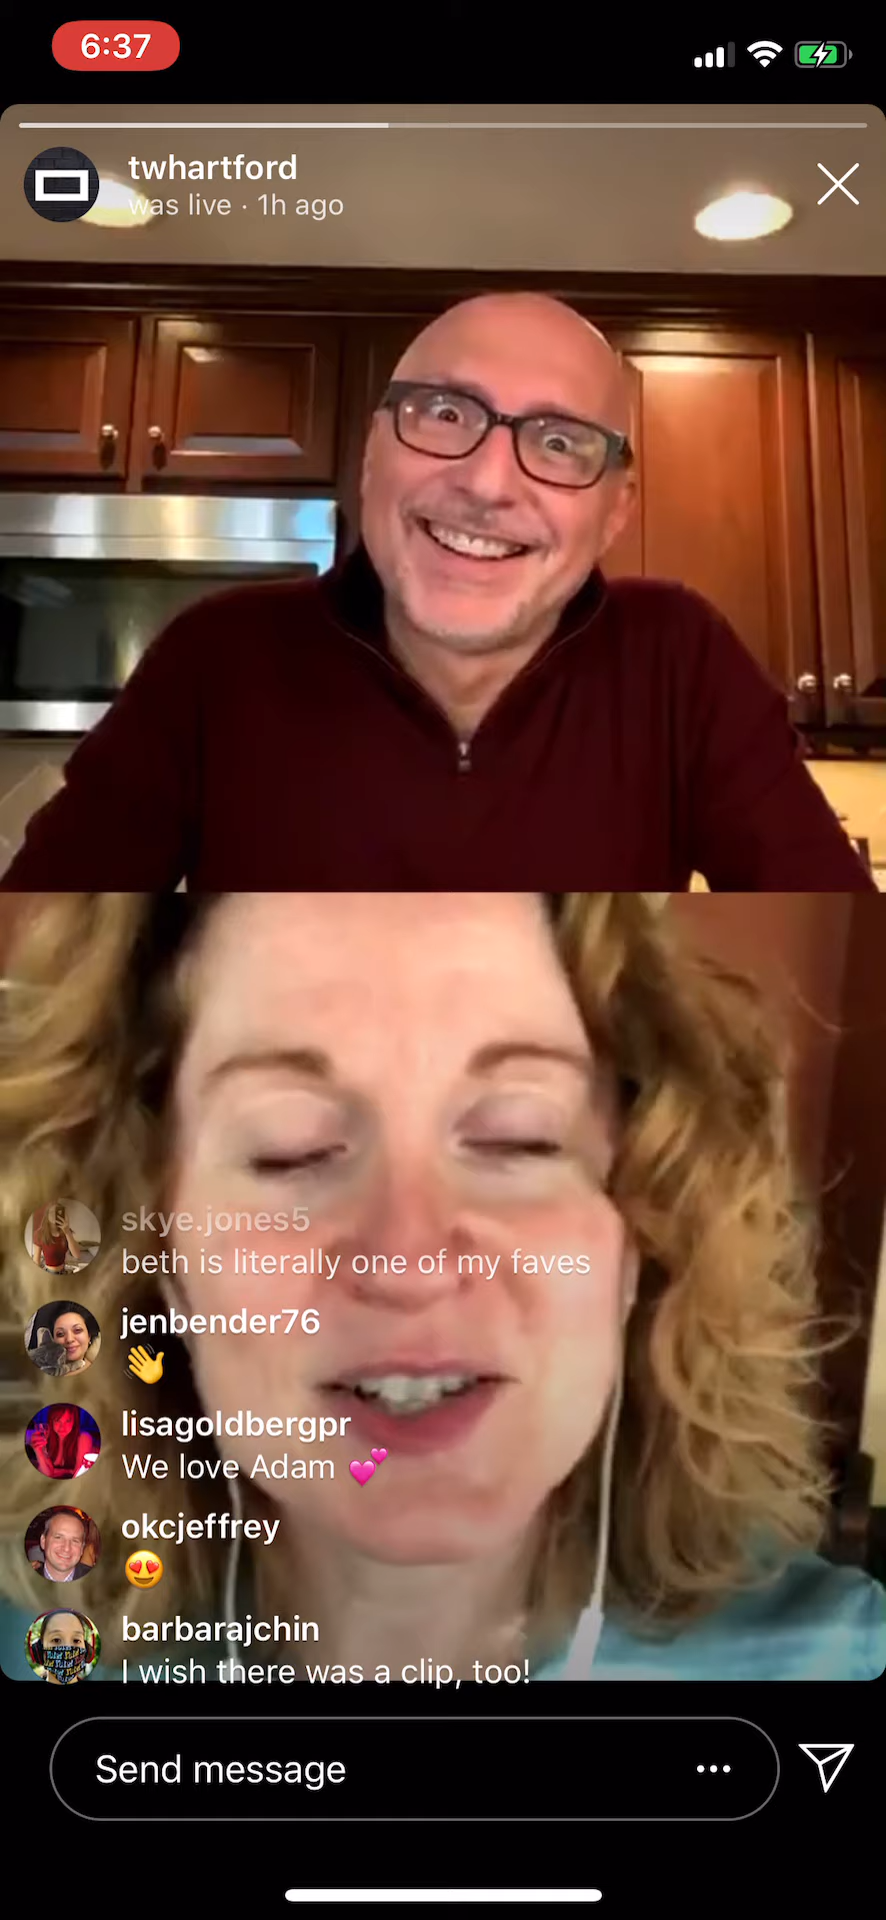 6:37
twhartford
was live · 1h ago
skye.jones5
beth is literally one of my faves
jenbender76
👋
lisagoldbergpr
We love Adam 💕
okcjeffrey
😍
barbarajchin
I wish there was a clip, too!
Send message